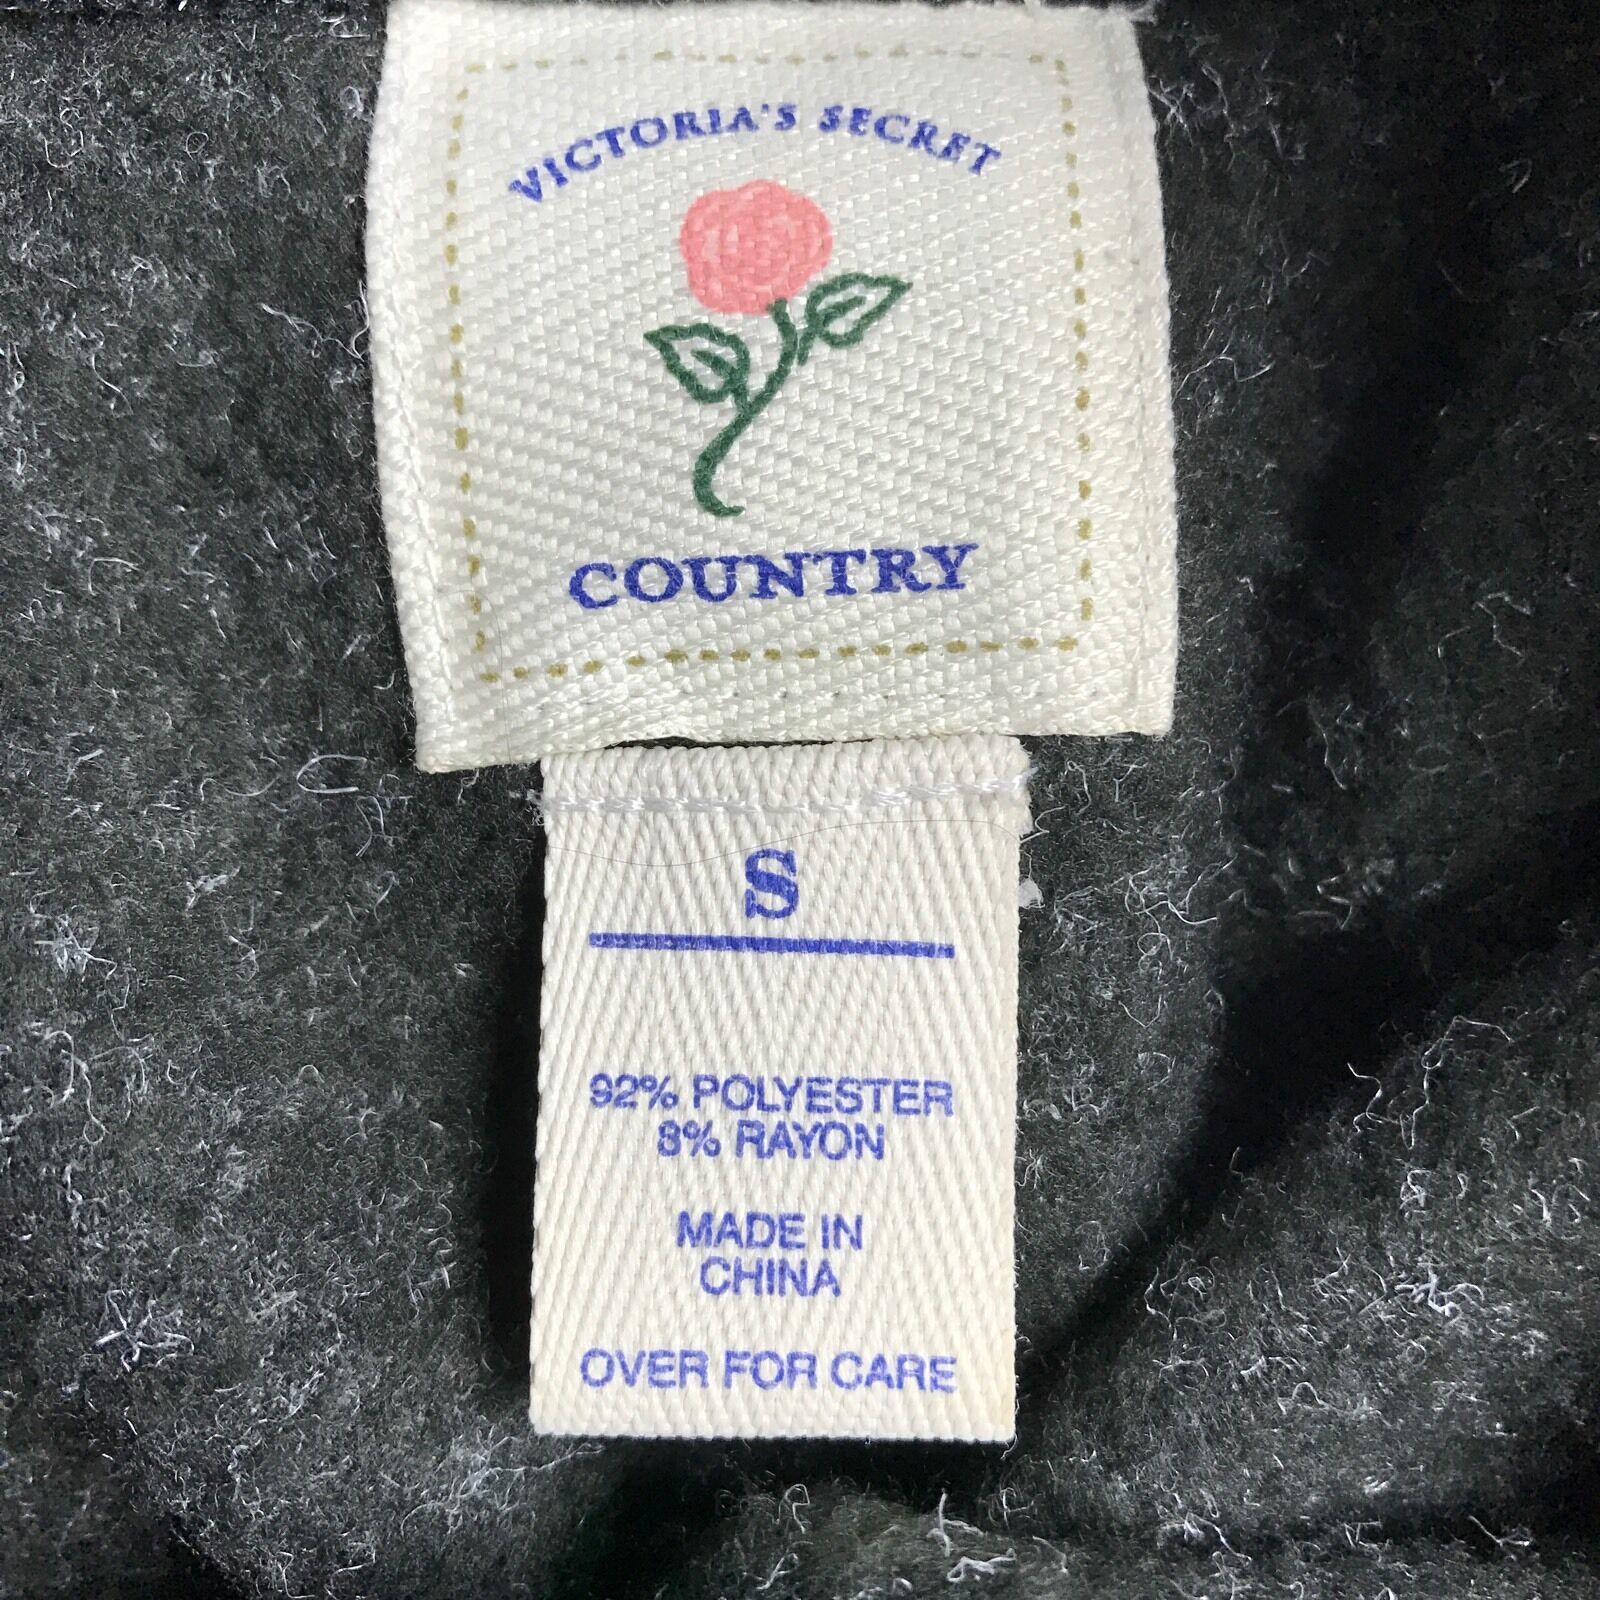 VICTORIA'S SECRET
COUNTRY
S
92% POLYESTER
8% RAYON
MADE IN
CHINA
OVER FOR CARE